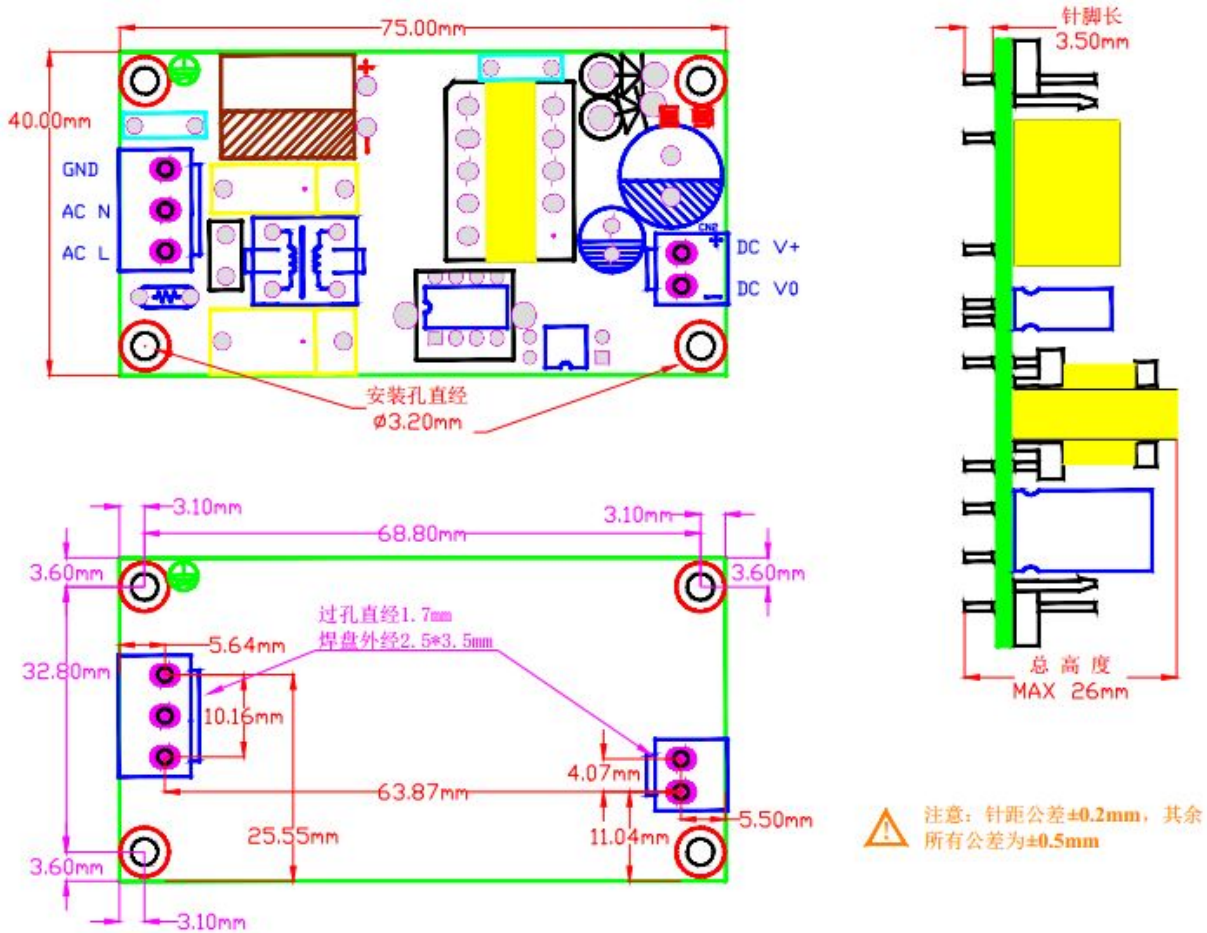 75.00mm
针脚长
3.50mm
40.00mm
GND
AC N
AC L
CN2
DC V+
DC V0
安装孔直经
ø3.20mm
3.10mm
68.80mm
3.10mm
3.60mm
3.60mm
过孔直经1.7mm
焊盘外经2.5*3.5mm
5.64mm
32.80mm
10.16mm
4.07mm
63.87mm
25.55mm
11.04mm
5.50mm
3.60mm
3.10mm
总 高 度
MAX 26mm
注意：针距公差±0.2mm，其余
所有公差为±0.5mm